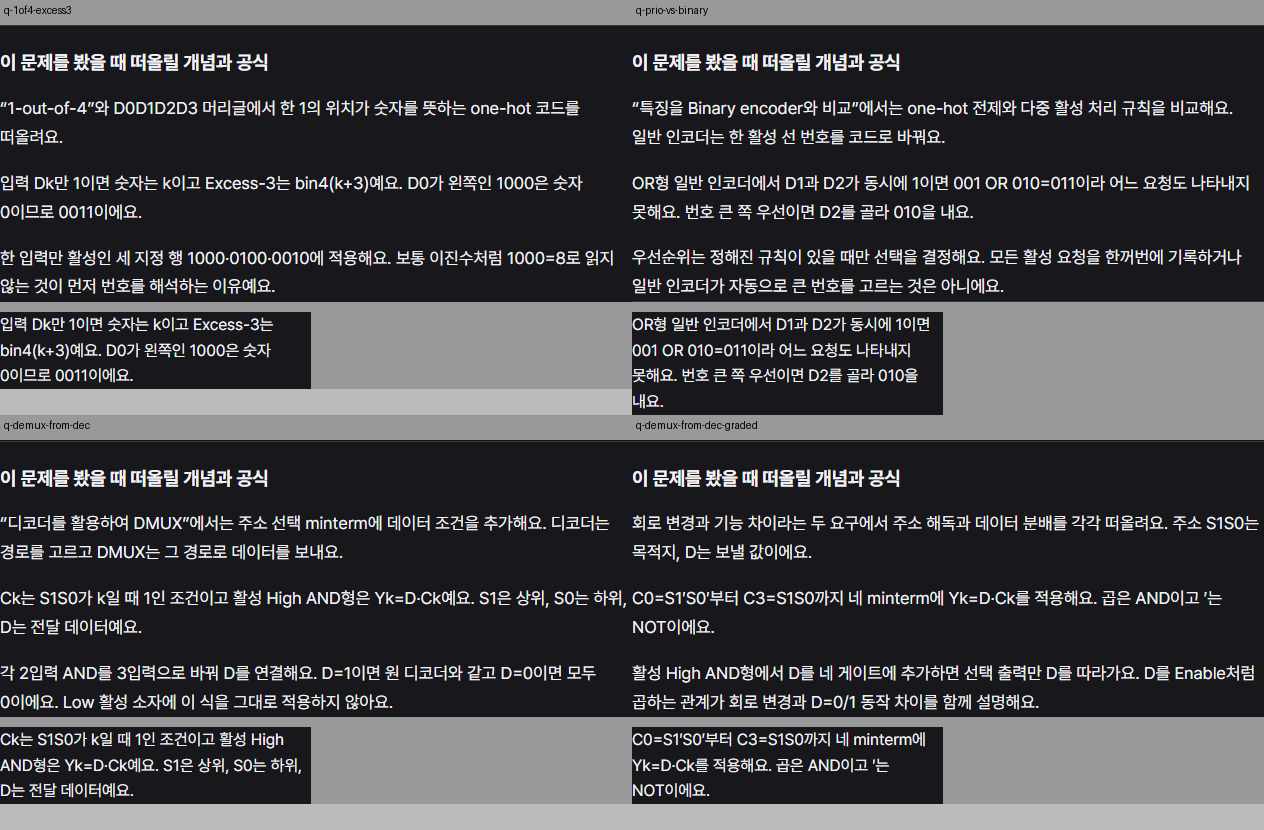 q-1of4-excess3
이 문제를 봤을 때 떠올릴 개념과 공식
“1-out-of-4”와 D0D1D2D3 머리글에서 한 1의 위치가 숫자를 뜻하는 one-hot 코드를
떠올려요.
입력 Dk만 1이면 숫자는 k이고 Excess-3는 bin4(k+3)예요. D0가 왼쪽인 1000은 숫자
0이므로 0011이에요.
한 입력만 활성인 세 지정 행 1000·0100·0010에 적용해요. 보통 이진수처럼 1000=8로 읽지
않는 것이 먼저 번호를 해석하는 이유예요.
입력 Dk만 1이면 숫자는 k이고 Excess-3는
bin4(k+3)예요. D0가 왼쪽인 1000은 숫자
0이므로 0011이에요.
q-prio-vs-binary
이 문제를 봤을 때 떠올릴 개념과 공식
“특징을 Binary encoder와 비교”에서는 one-hot 전제와 다중 활성 처리 규칙을 비교해요.
일반 인코더는 한 활성 선 번호를 코드로 바꿔요.
OR형 일반 인코더에서 D1과 D2가 동시에 1이면 001 OR 010=011이라 어느 요청도 나타내지
못해요. 번호 큰 쪽 우선이면 D2를 골라 010을 내요.
우선순위는 정해진 규칙이 있을 때만 선택을 결정해요. 모든 활성 요청을 한꺼번에 기록하거나
일반 인코더가 자동으로 큰 번호를 고르는 것은 아니에요.
OR형 일반 인코더에서 D1과 D2가 동시에 1이면
001 OR 010=011이라 어느 요청도 나타내지
못해요. 번호 큰 쪽 우선이면 D2를 골라 010을
내요.
q-demux-from-dec
이 문제를 봤을 때 떠올릴 개념과 공식
“디코더를 활용하여 DMUX”에서는 주소 선택 minterm에 데이터 조건을 추가해요. 디코더는
경로를 고르고 DMUX는 그 경로로 데이터를 보내요.
Ck는 S1S0가 k일 때 1인 조건이고 활성 High AND형은 Yk=D·Ck예요. S1은 상위, S0는 하위,
D는 전달 데이터예요.
각 2입력 AND를 3입력으로 바꿔 D를 연결해요. D=1이면 원 디코더와 같고 D=0이면 모두
0이에요. Low 활성 소자에 이 식을 그대로 적용하지 않아요.
Ck는 S1S0가 k일 때 1인 조건이고 활성 High
AND형은 Yk=D·Ck예요. S1은 상위, S0는 하위,
D는 전달 데이터예요.
q-demux-from-dec-graded
이 문제를 봤을 때 떠올릴 개념과 공식
회로 변경과 기능 차이라는 두 요구에서 주소 해독과 데이터 분배를 각각 떠올려요. 주소 S1S0는
목적지, D는 보낼 값이에요.
C0=S1′S0′부터 C3=S1S0까지 네 minterm에 Yk=D·Ck를 적용해요. 곱은 AND이고 ′는
NOT이에요.
활성 High AND형에서 D를 네 게이트에 추가하면 선택 출력만 D를 따라가요. D를 Enable처럼
곱하는 관계가 회로 변경과 D=0/1 동작 차이를 함께 설명해요.
C0=S1′S0′부터 C3=S1S0까지 네 minterm에
Yk=D·Ck를 적용해요. 곱은 AND이고 ′는
NOT이에요.